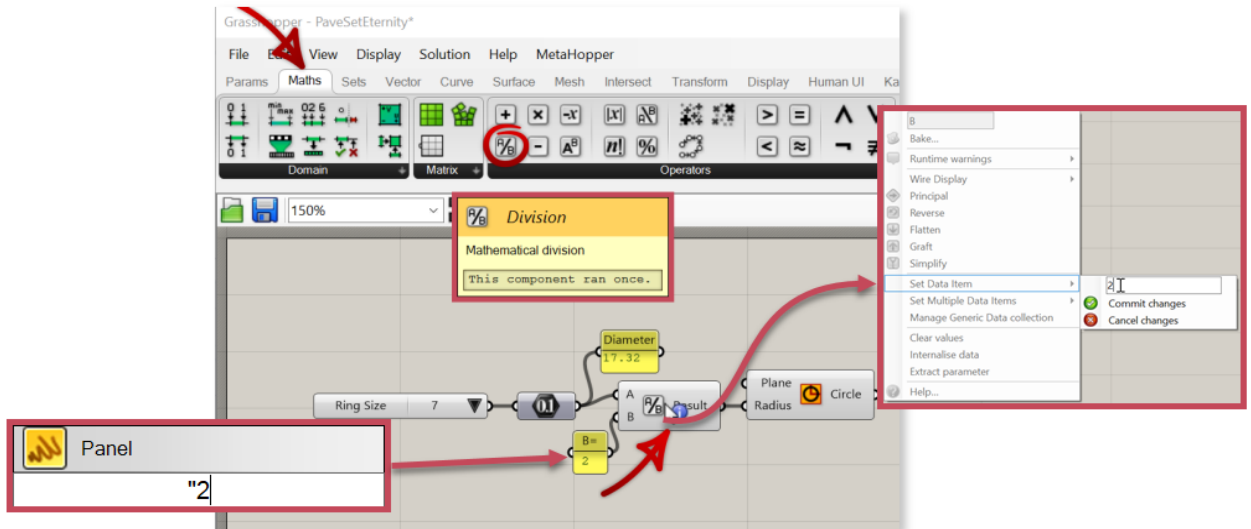 Grasshopper - PaveSetEternity*
File Edit View Display Solution Help MetaHopper
Params Maths Sets Vector Curve Surface Mesh Intersect Transform Display Human UI Ka
Domain Matrix Operators
150%
Division
Mathematical division
This component ran once.
B
Bake...
Runtime warnings
Wire Display
Principal
Reverse
Flatten
Graft
Simplify
Set Data Item
2
Set Multiple Data Items
Commit changes
Manage Generic Data collection
Cancel changes
Clear values
Internalise data
Extract parameter
Help...
Diameter
17.32
Ring Size 7
0.1
A
B
A/B
Result
Plane
Radius
Circle
B=
2
Panel
"2